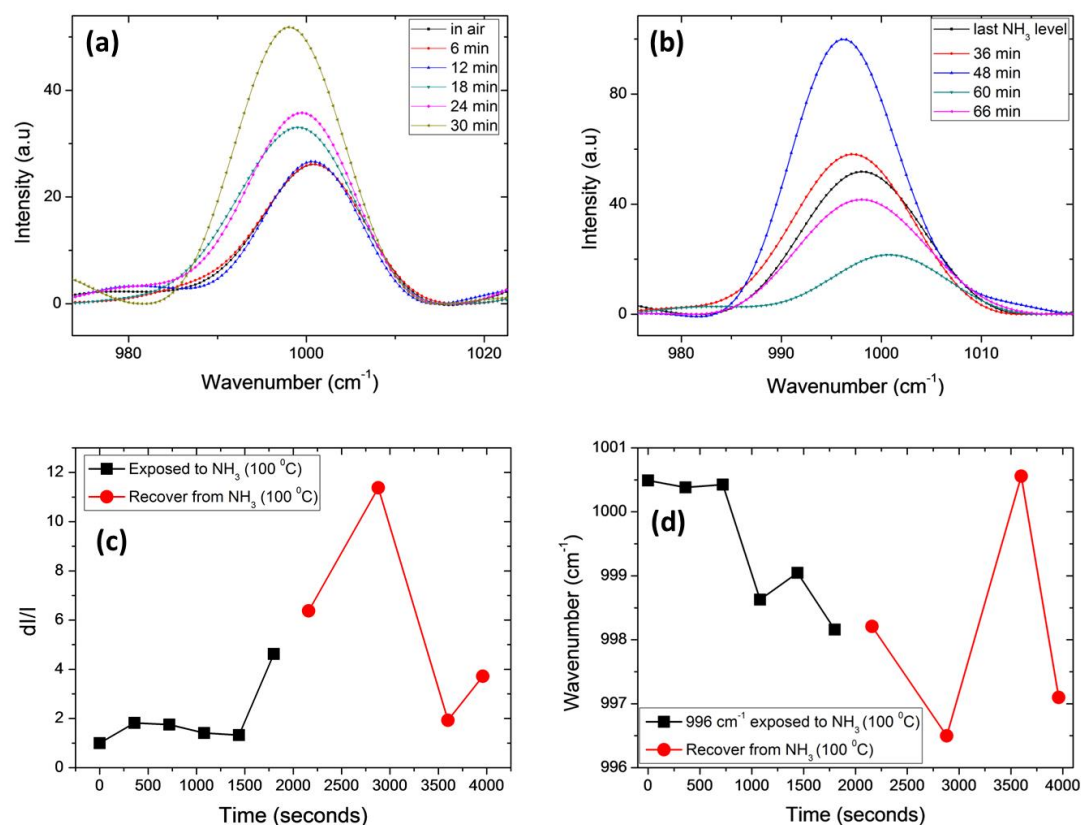 (a)
in air
6 min
12 min
18 min
24 min
30 min
Intensity (a.u)
40
20
0
980
1000
1020
Wavenumber (cm⁻¹)
(b)
last NH₃ level
36 min
48 min
60 min
66 min
Intensity (a.u)
80
40
0
980
990
1000
1010
Wavenumber (cm⁻¹)
(c)
Exposed to NH₃ (100 ⁰C)
Recover from NH₃ (100 ⁰C)
dI/I
12
10
8
6
4
2
0
0 500 1000 1500 2000 2500 3000 3500 4000
Time (seconds)
(d)
996 cm⁻¹ exposed to NH₃ (100 ⁰C)
Recover from NH₃ (100 ⁰C)
Wavenumber (cm⁻¹)
1001
1000
999
998
997
996
0 500 1000 1500 2000 2500 3000 3500 4000
Time (seconds)